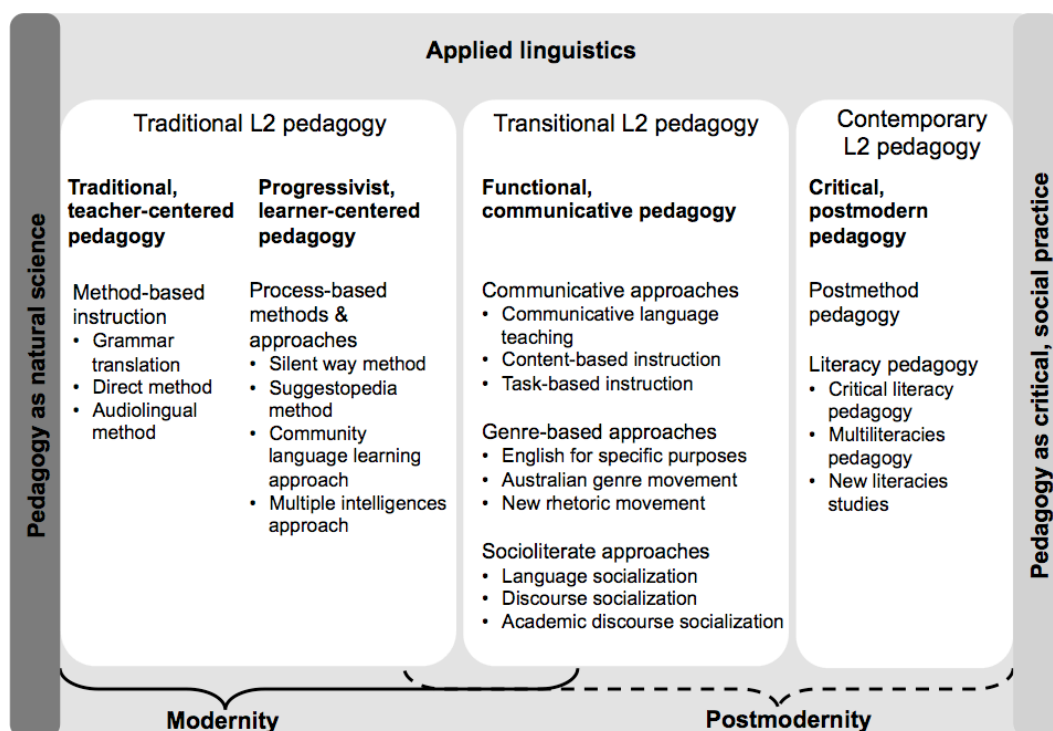 Applied linguistics
Pedagogy as natural science
Traditional L2 pedagogy
Traditional,
teacher-centered
pedagogy
Method-based
instruction
• Grammar
translation
• Direct method
• Audiolingual
method
Progressivist,
learner-centered
pedagogy
Process-based
methods &
approaches
• Silent way method
• Suggestopedia
method
• Community
language learning
approach
• Multiple intelligences
approach
Transitional L2 pedagogy
Functional,
communicative pedagogy
Communicative approaches
• Communicative language
teaching
• Content-based instruction
• Task-based instruction
Genre-based approaches
• English for specific purposes
• Australian genre movement
• New rhetoric movement
Socioliterate approaches
• Language socialization
• Discourse socialization
• Academic discourse socialization
Contemporary
L2 pedagogy
Critical,
postmodern
pedagogy
Postmethod
pedagogy
Literacy pedagogy
• Critical literacy
pedagogy
• Multiliteracies
pedagogy
• New literacies
studies
Pedagogy as critical, social practice
Modernity
Postmodernity